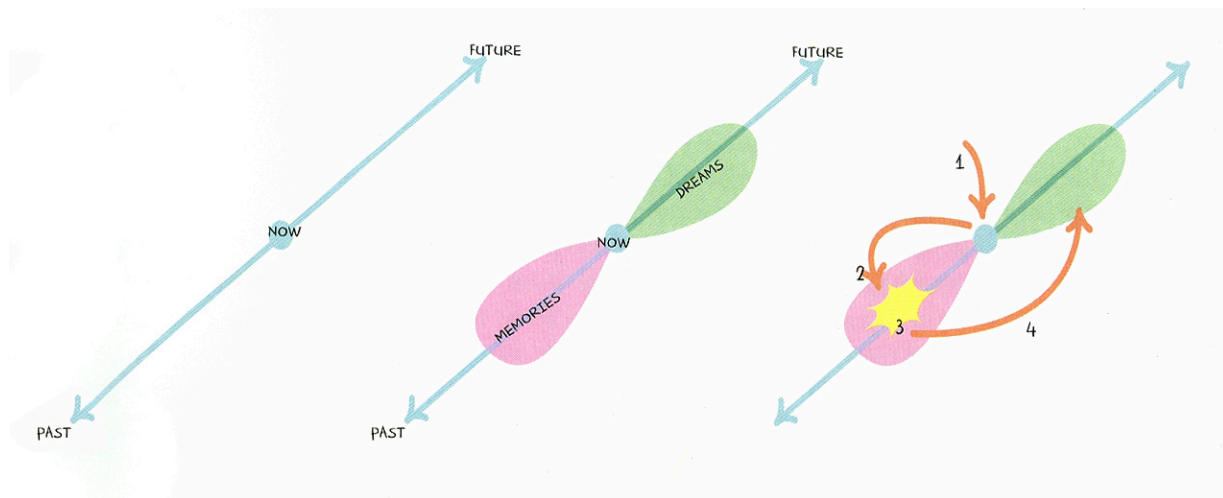 FUTURE
NOW
PAST
FUTURE
DREAMS
NOW
MEMORIES
PAST
1
2
3
4